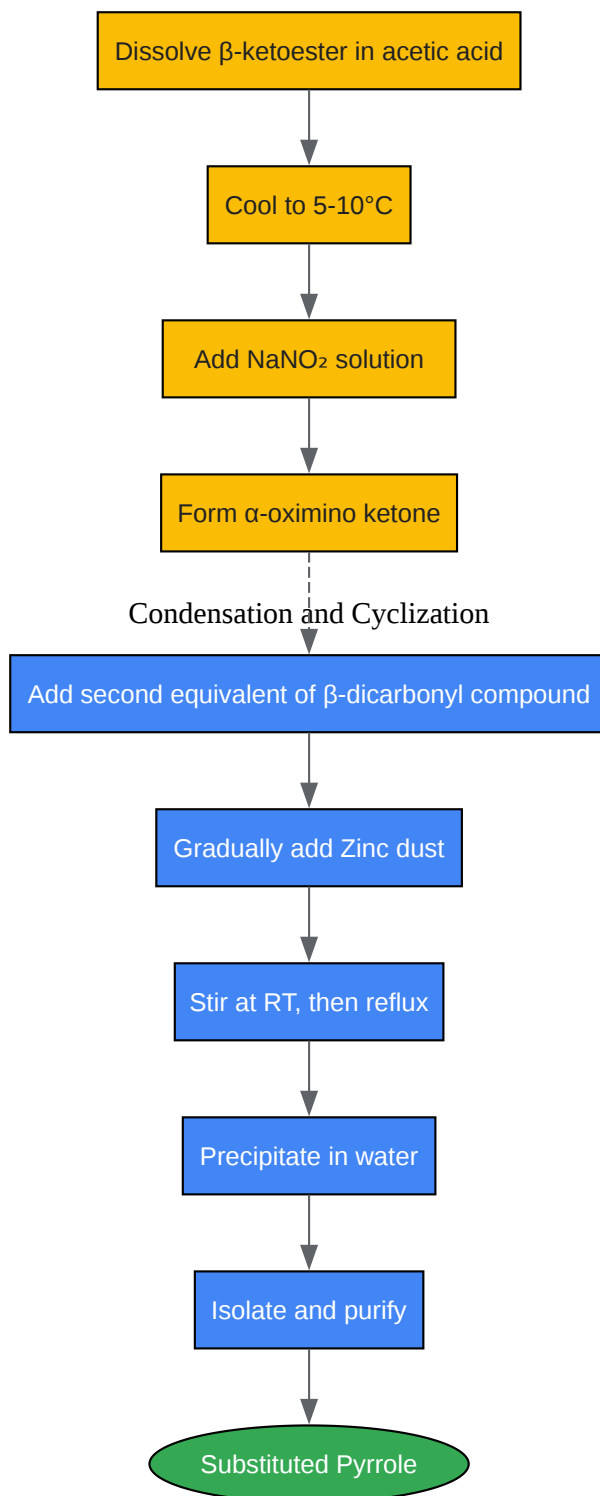 Dissolve β-ketoester in acetic acid
Cool to 5-10°C
Add NaNO₂ solution
Form α-oximino ketone
Condensation and Cyclization
Add second equivalent of β-dicarbonyl compound
Gradually add Zinc dust
Stir at RT, then reflux
Precipitate in water
Isolate and purify
Substituted Pyrrole